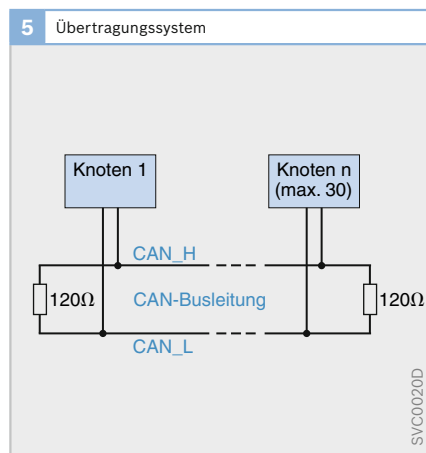 5 Übertragungssystem
Knoten 1
Knoten n
(max. 30)
CAN_H
120Ω
CAN-Busleitung
120Ω
CAN_L
SVC0020D